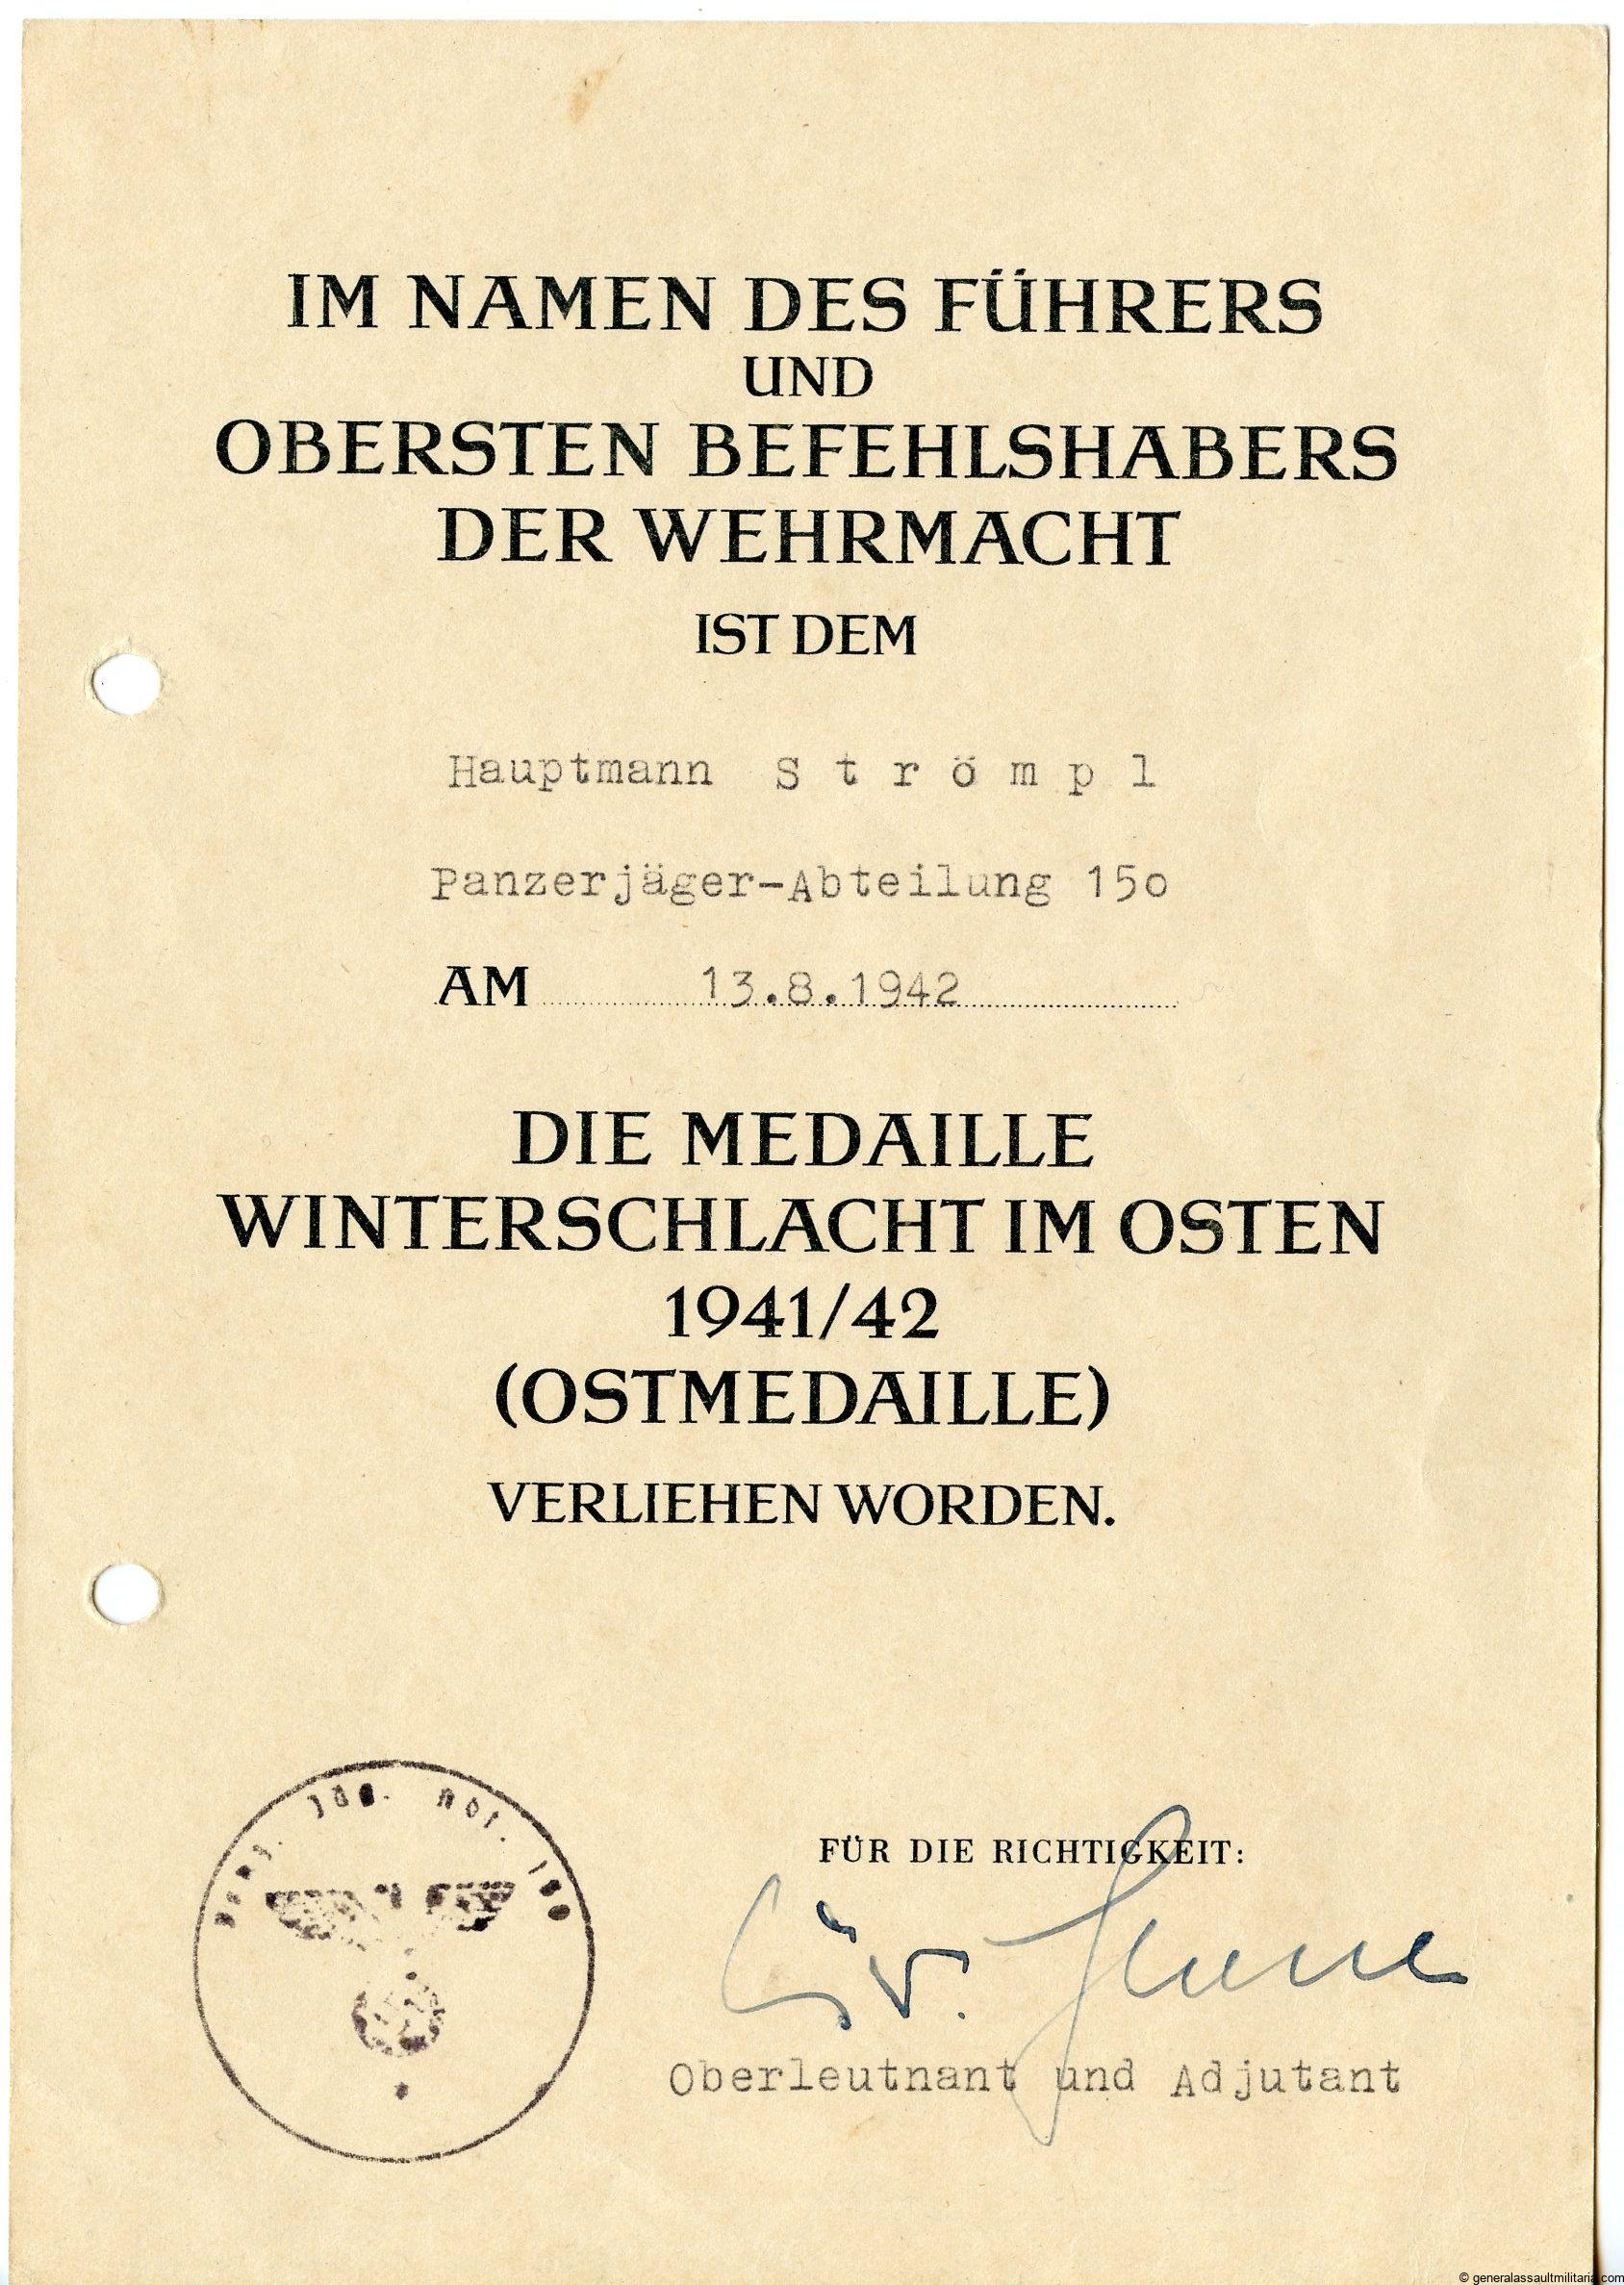 IM NAMEN DES FÜHRERS
UND
OBERSTEN BEFEHLSHABERS
DER WEHRMACHT
IST DEM
Hauptmann S t r ö m p l
Panzerjäger-Abteilung 15o
AM 13.8.1942
DIE MEDAILLE
WINTERSCHLACHT IM OSTEN
1941/42
(OSTMEDAILLE)
VERLIEHEN WORDEN.
FÜR DIE RICHTIGKEIT:
Oberleutnant und Adjutant
© generalassaultmilitaria.com